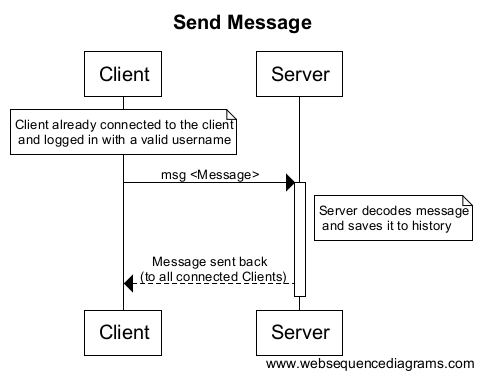 Send Message
Client
Server
Client already connected to the client
and logged in with a valid username
msg <Message>
Server decodes message
and saves it to history
Message sent back
(to all connected Clients)
Client
Server
www.websequencediagrams.com